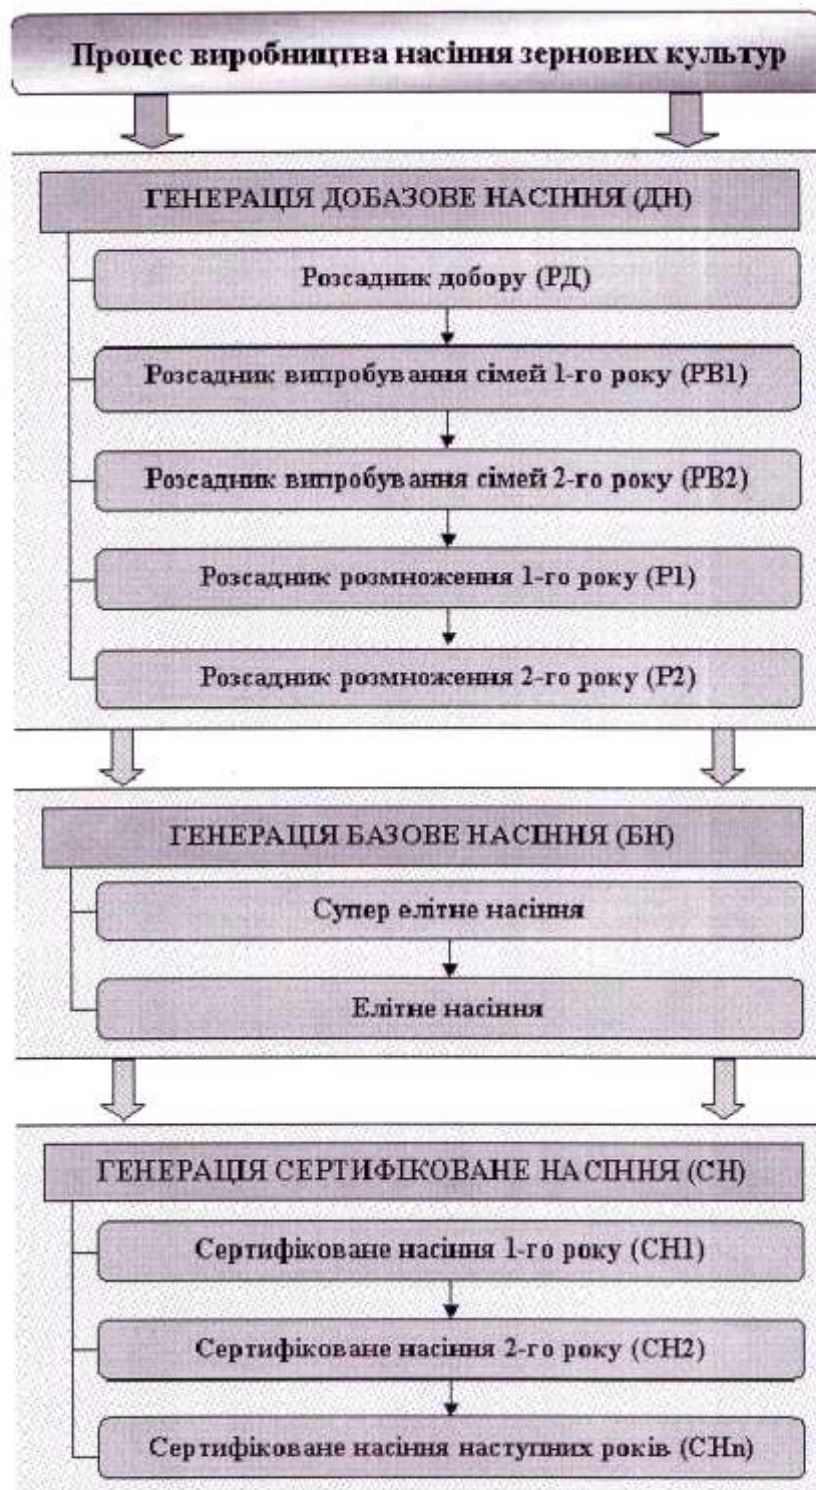 Процес виробництва насіння зернових культур
ГЕНЕРАЦІЯ ДОБАЗОВЕ НАСІННЯ (ДН)
Розсадник добору (РД)
Розсадник випробування сімей 1-го року (РВ1)
Розсадник випробування сімей 2-го року (РВ2)
Розсадник розмноження 1-го року (Р1)
Розсадник розмноження 2-го року (Р2)
ГЕНЕРАЦІЯ БАЗОВЕ НАСІННЯ (БН)
Супер елітне насіння
Елітне насіння
ГЕНЕРАЦІЯ СЕРТИФІКОВАНЕ НАСІННЯ (СН)
Сертифіковане насіння 1-го року (СН1)
Сертифіковане насіння 2-го року (СН2)
Сертифіковане насіння наступних років (СНn)